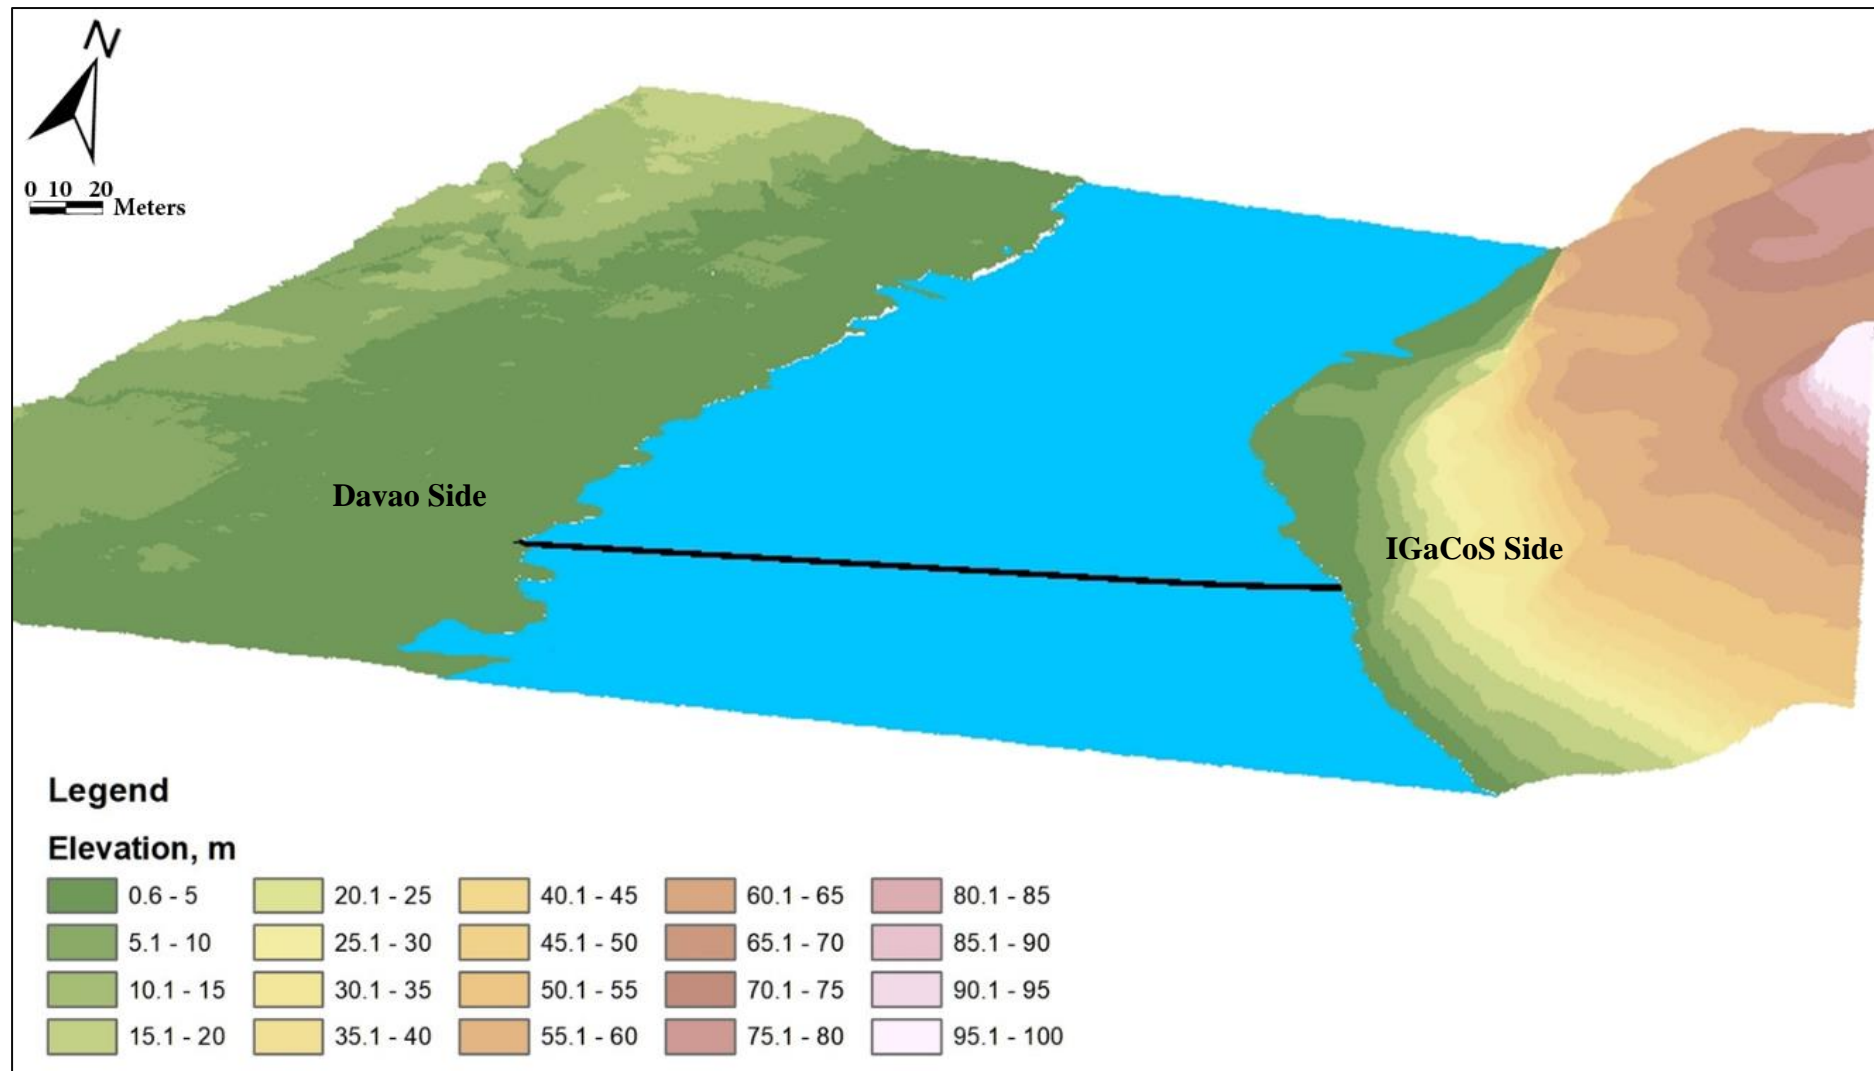 N
0 10 20
Meters
Davao Side
IGaCoS Side
Legend
Elevation, m
0.6 - 5
5.1 - 10
10.1 - 15
15.1 - 20
20.1 - 25
25.1 - 30
30.1 - 35
35.1 - 40
40.1 - 45
45.1 - 50
50.1 - 55
55.1 - 60
60.1 - 65
65.1 - 70
70.1 - 75
75.1 - 80
80.1 - 85
85.1 - 90
90.1 - 95
95.1 - 100